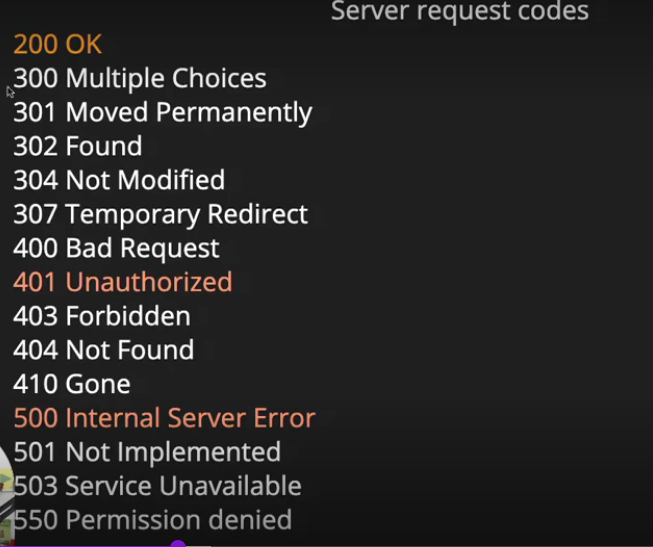 Server request codes
200 OK
300 Multiple Choices
301 Moved Permanently
302 Found
304 Not Modified
307 Temporary Redirect
400 Bad Request
401 Unauthorized
403 Forbidden
404 Not Found
410 Gone
500 Internal Server Error
501 Not Implemented
503 Service Unavailable
550 Permission denied